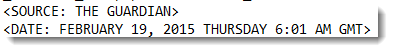 <SOURCE: THE GUARDIAN>
<DATE: FEBRUARY 19, 2015 THURSDAY 6:01 AM GMT>